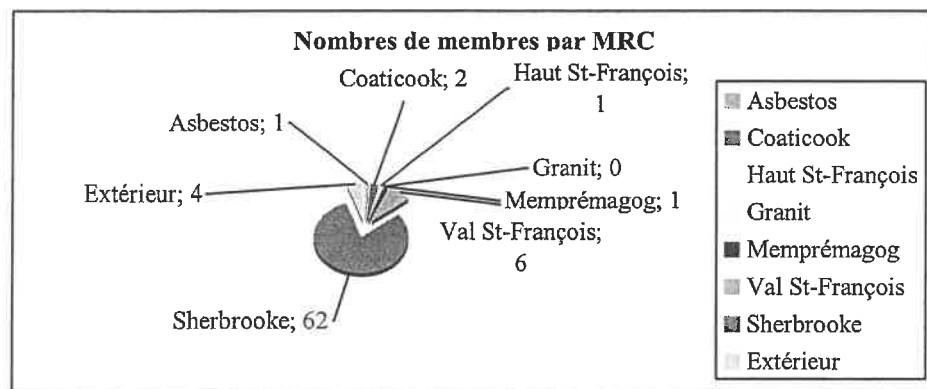 Nombres de membres par MRC
Coaticook; 2
Haut St-François;
1
Asbestos; 1
Granit; 0
Extérieur; 4
Memprémagog; 1
Val St-François;
6
Sherbrooke; 62
Asbestos
Coaticook
Haut St-François
Granit
Memprémagog
Val St-François
Sherbrooke
Extérieur